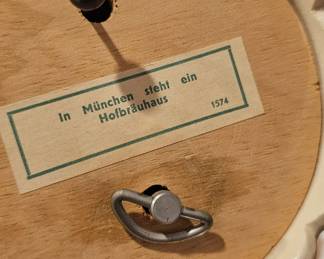 In München steht ein
Hofbräuhaus
1574